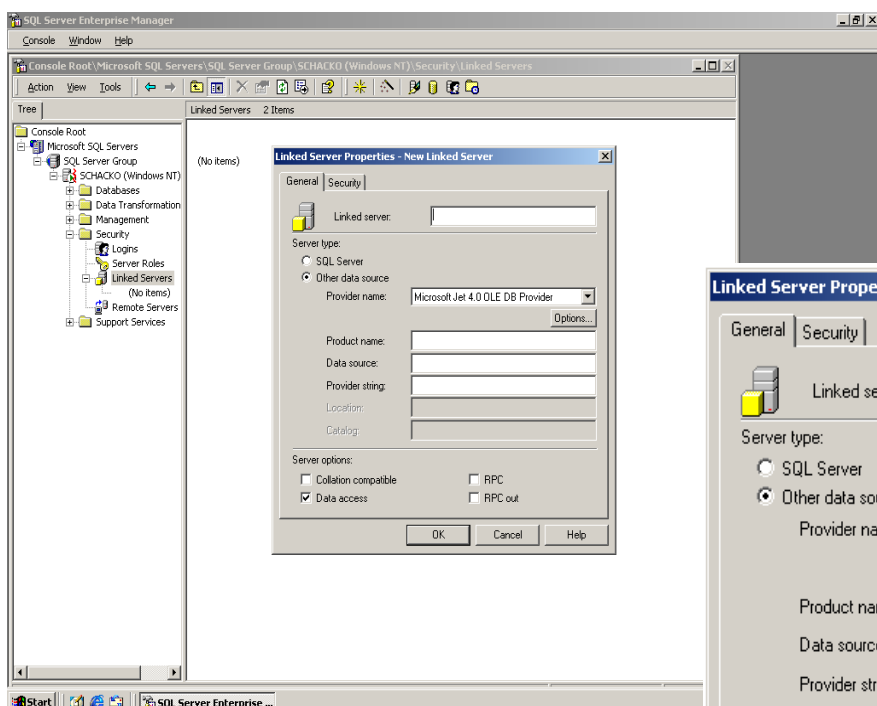 SQL Server Enterprise Manager
Console Window Help
Console Root\Microsoft SQL Servers\SQL Server Group\SCHACKO (Windows NT)\Security\Linked Servers
Action View Tools
Tree
Linked Servers 2 Items
Console Root
Microsoft SQL Servers
SQL Server Group
SCHACKO (Windows NT)
Databases
Data Transformation
Management
Security
Logins
Server Roles
Linked Servers
(No items)
Remote Servers
Support Services
(No items)
Linked Server Properties - New Linked Server
General Security
Linked server:
Server type:
SQL Server
Other data source
Provider name: Microsoft Jet 4.0 OLE DB Provider
Options...
Product name:
Data source:
Provider string:
Location:
Catalog:
Server options:
Collation compatible RPC
Data access RPC out
OK Cancel Help
Linked Server Prope
General Security
Linked se
Server type:
SQL Server
Other data sou
Provider na
Product nar
Data source
Provider str
Start SQL Server Enterprise ...